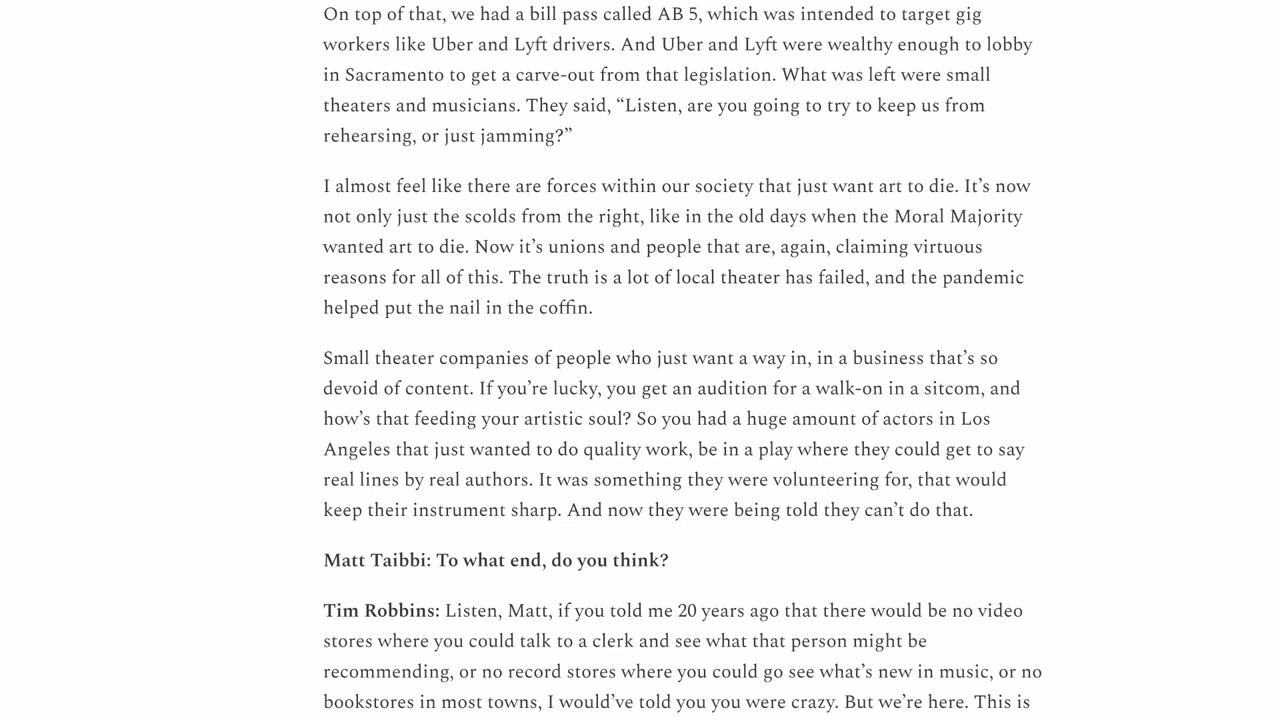 On top of that, we had a bill pass called AB 5, which was intended to target gig
workers like Uber and Lyft drivers. And Uber and Lyft were wealthy enough to lobby
in Sacramento to get a carve-out from that legislation. What was left were small
theaters and musicians. They said, “Listen, are you going to try to keep us from
rehearsing, or just jamming?”
I almost feel like there are forces within our society that just want art to die. It’s now
not only just the scolds from the right, like in the old days when the Moral Majority
wanted art to die. Now it’s unions and people that are, again, claiming virtuous
reasons for all of this. The truth is a lot of local theater has failed, and the pandemic
helped put the nail in the coffin.
Small theater companies of people who just want a way in, in a business that’s so
devoid of content. If you’re lucky, you get an audition for a walk-on in a sitcom, and
how’s that feeding your artistic soul? So you had a huge amount of actors in Los
Angeles that just wanted to do quality work, be in a play where they could get to say
real lines by real authors. It was something they were volunteering for, that would
keep their instrument sharp. And now they were being told they can’t do that.
Matt Taibbi: To what end, do you think?
Tim Robbins: Listen, Matt, if you told me 20 years ago that there would be no video
stores where you could talk to a clerk and see what that person might be
recommending, or no record stores where you could go see what’s new in music, or no
bookstores in most towns, I would’ve told you you were crazy. But we’re here. This is